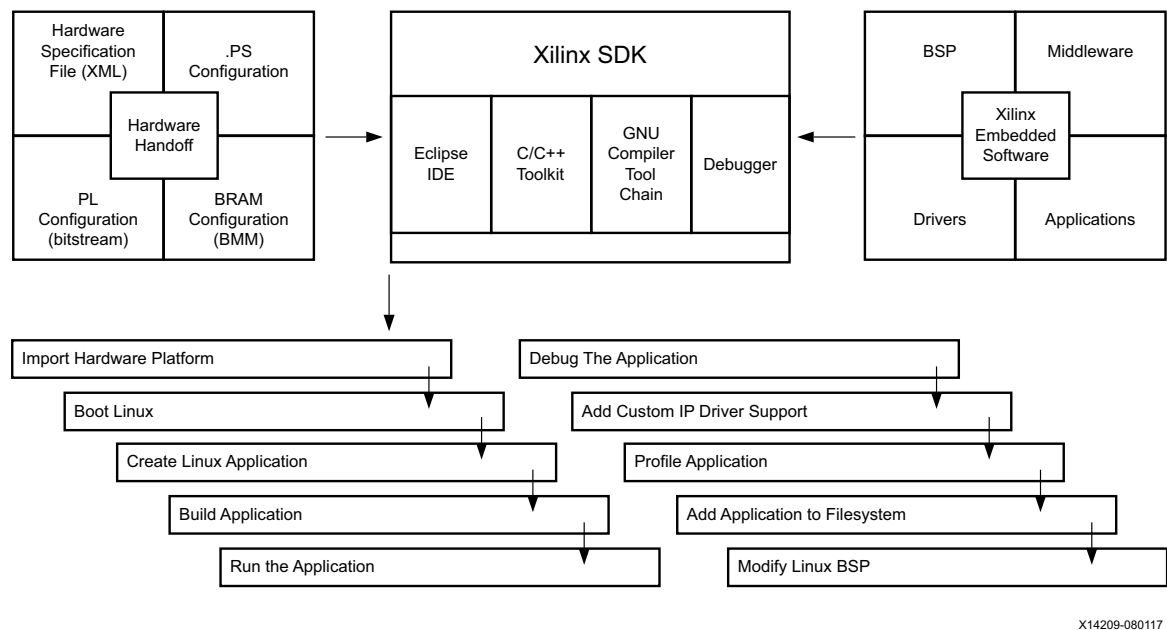 Hardware
Specification
File (XML)
.PS
Configuration
Hardware
Handoff
PL
Configuration
(bitstream)
BRAM
Configuration
(BMM)
Xilinx SDK
Eclipse
IDE
C/C++
Toolkit
GNU
Compiler
Tool
Chain
Debugger
BSP
Middleware
Xilinx
Embedded
Software
Drivers
Applications
Import Hardware Platform
Boot Linux
Create Linux Application
Build Application
Run the Application
Debug The Application
Add Custom IP Driver Support
Profile Application
Add Application to Filesystem
Modify Linux BSP
X14209-080117